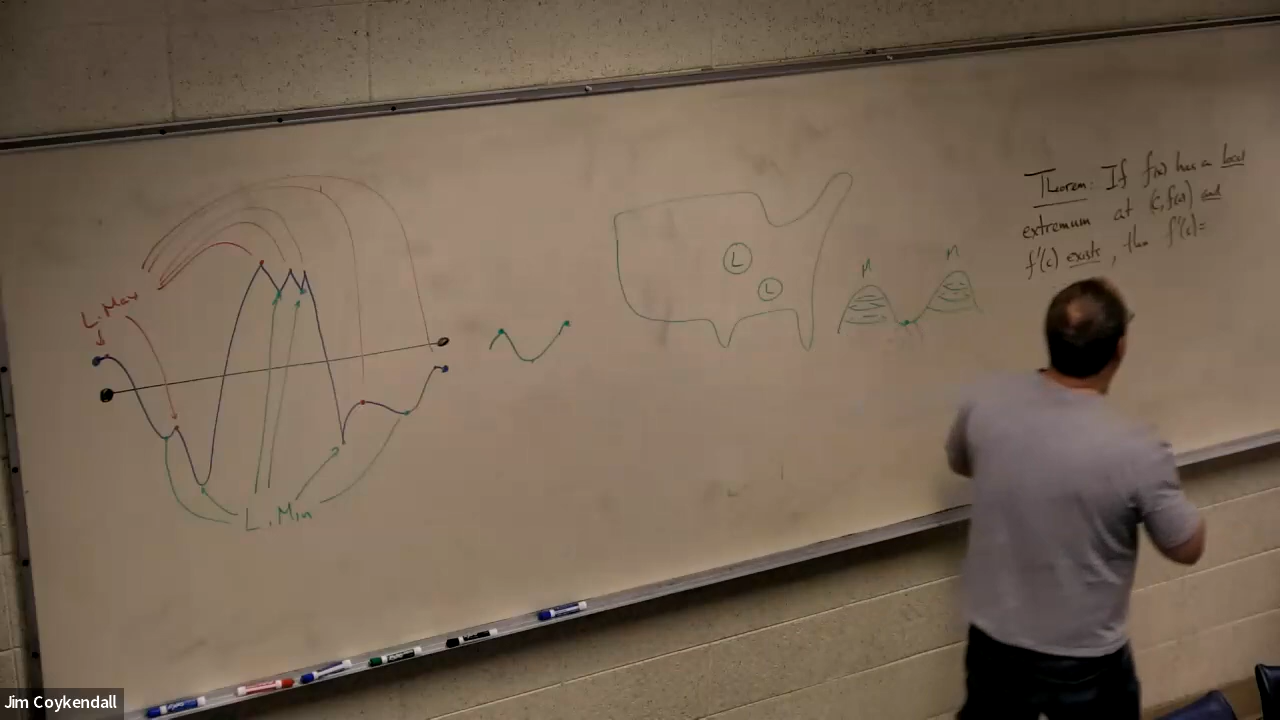 L. Max
L. Min
L
L
M
M
Theorem: If f(x) has a local
extremum at (c, f(c)) and
f'(c) exists, then f'(c)=
Jim Coykendall